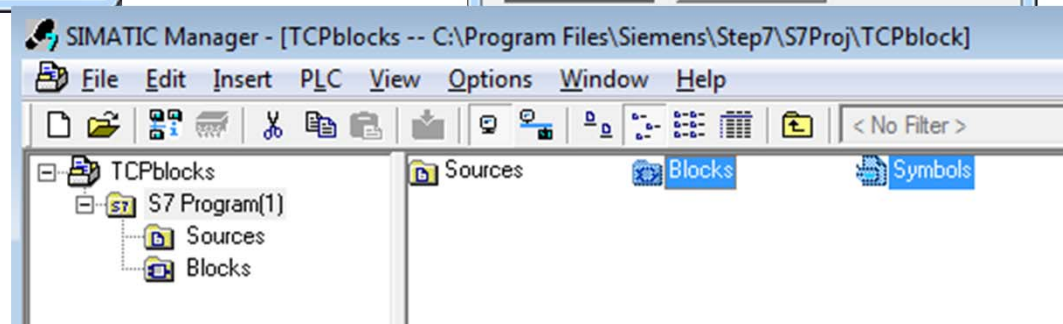 SIMATIC Manager - [TCPblocks -- C:\Program Files\Siemens\Step7\S7Proj\TCPblock]
File Edit Insert PLC View Options Window Help
< No Filter >
TCPblocks
S7 Program(1)
Sources
Blocks
Sources Blocks Symbols